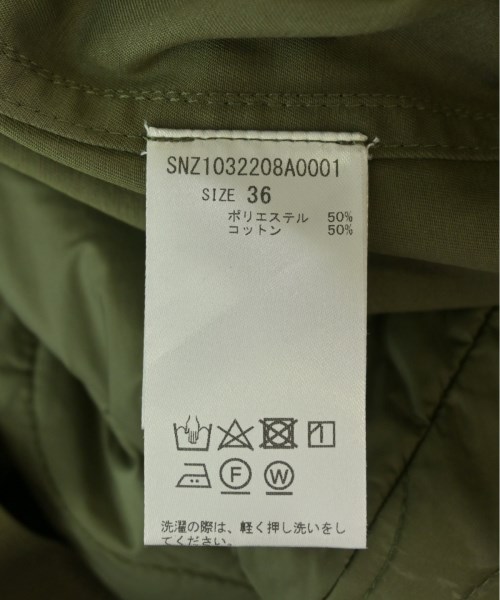 SNZ1032208A0001
SIZE 36
ポリエステル 50%
コットン 50%
F W
洗濯の際は、軽く押し洗いをし
てください。